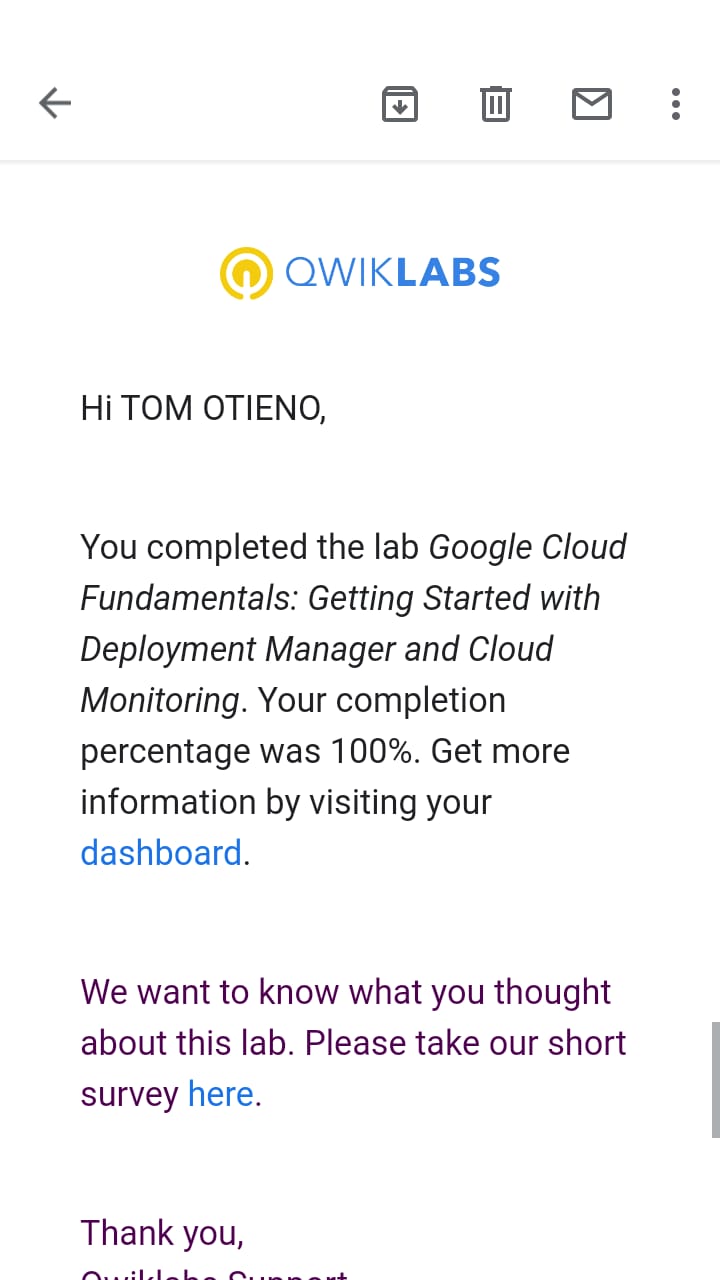 QWIKLABS
Hi TOM OTIENO,
You completed the lab Google Cloud
Fundamentals: Getting Started with
Deployment Manager and Cloud
Monitoring. Your completion
percentage was 100%. Get more
information by visiting your
dashboard.
We want to know what you thought
about this lab. Please take our short
survey here.
Thank you,
Qwiklabs Support